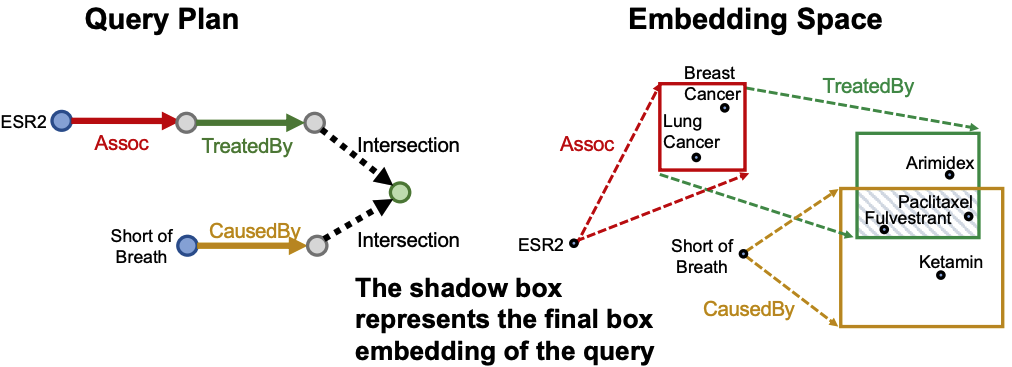 Query Plan
ESR2
Assoc
TreatedBy
Intersection
Short of
Breath
CausedBy
Intersection
The shadow box
represents the final box
embedding of the query
Embedding Space
Breast
Cancer
Lung
Cancer
TreatedBy
Assoc
Arimidex
Paclitaxel
Fulvestrant
ESR2
Short of
Breath
Ketamin
CausedBy